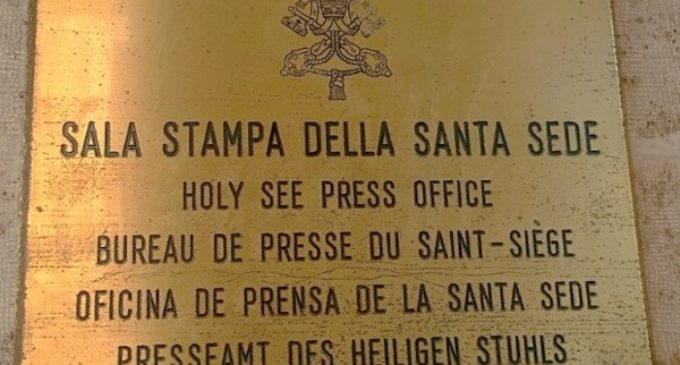 SALA STAMPA DELLA SANTA SEDE
HOLY SEE PRESS OFFICE
BUREAU DE PRESSE DU SAINT-SIÈGE
OFICINA DE PRENSA DE LA SANTA SEDE
PRESSEAMT DES HEILIGEN STUHLS